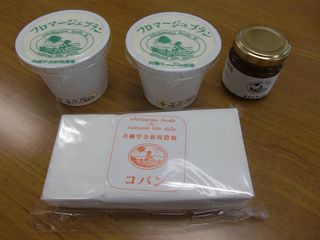 フロマージュブラン
共働学舎新得農場
フロマージュブラン
共働学舎新得農場
wholesome foods
&
natural life style
共働学舎新得農場
コバン